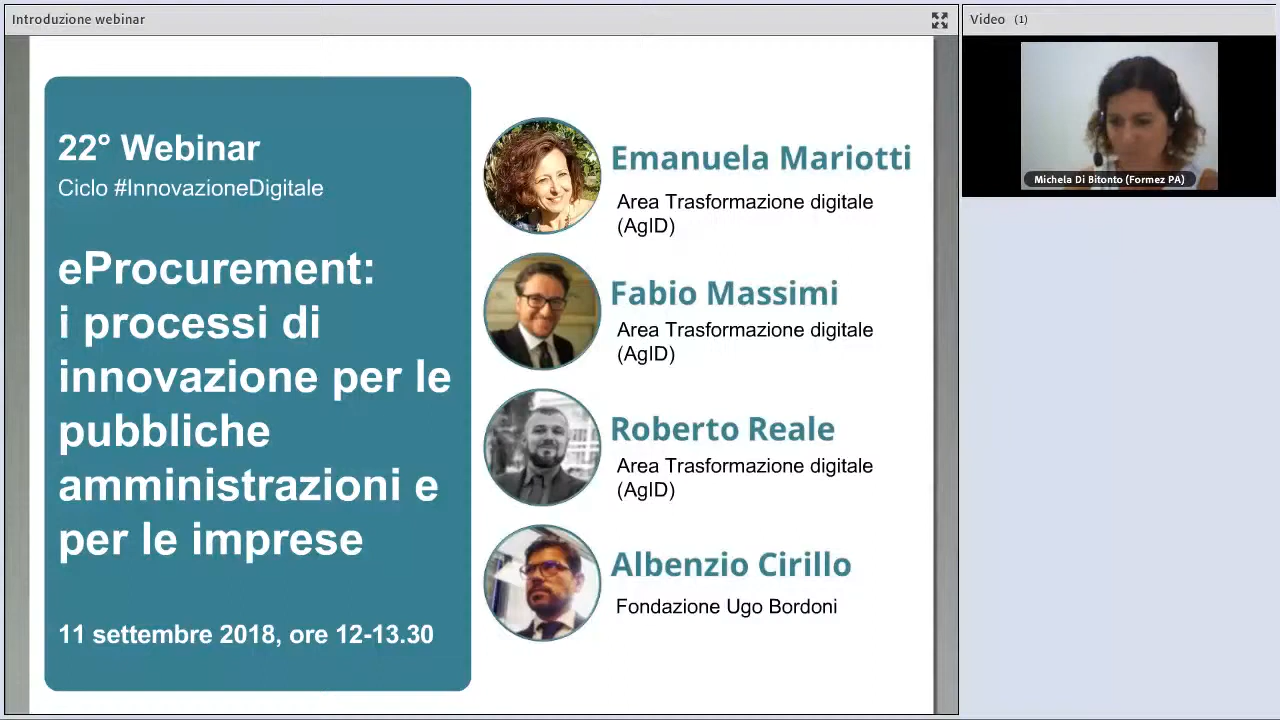 Introduzione webinar
Video (1)
22° Webinar
Ciclo #InnovazioneDigitale
eProcurement:
i processi di
innovazione per le
pubbliche
amministrazioni e
per le imprese
11 settembre 2018, ore 12-13.30
Emanuela Mariotti
Area Trasformazione digitale
(AgID)
Fabio Massimi
Area Trasformazione digitale
(AgID)
Roberto Reale
Area Trasformazione digitale
(AgID)
Albenzio Cirillo
Fondazione Ugo Bordoni
Michela Di Bitonto (Formez PA)